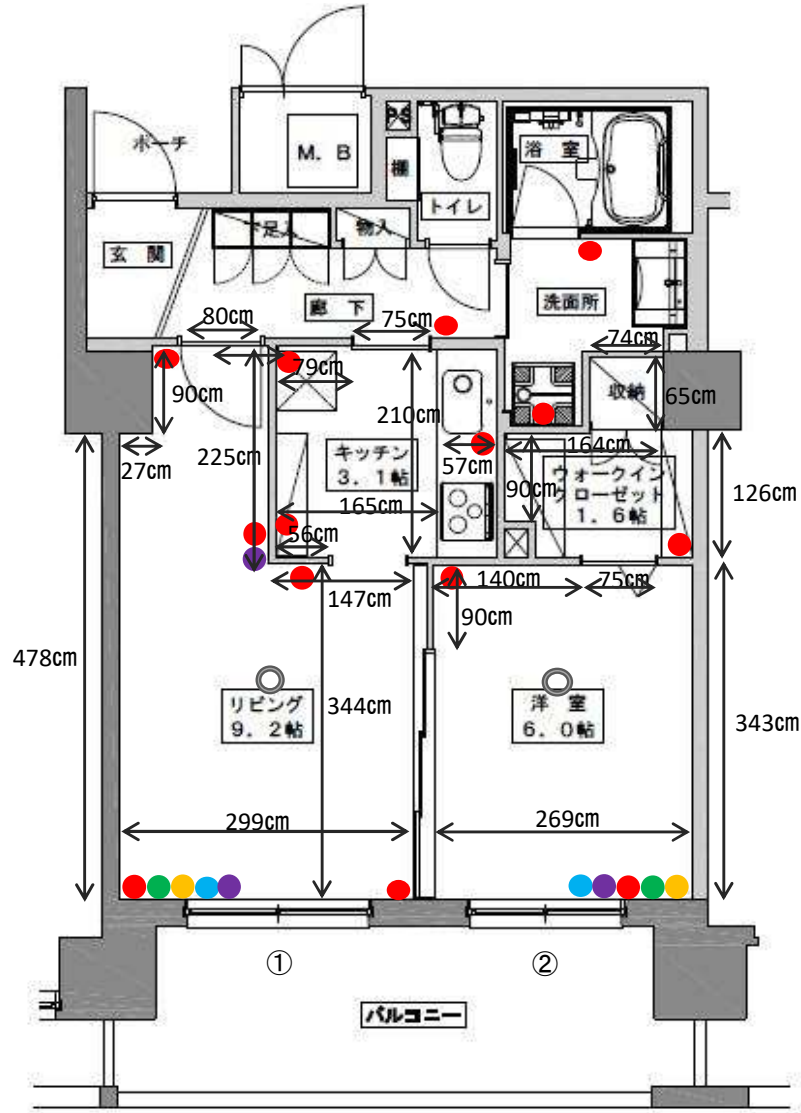 ポーチ
M. B
P.S
棚
トイレ
浴 室
玄 関
下足入
物入
廊 下
洗面所
80㎝
75㎝
74㎝
79㎝
90㎝
210㎝
収納
65㎝
キッチン
3. 1帖
27㎝
225㎝
57㎝
164㎝
ウォークイン
クローゼット
1. 6帖
90㎝
126㎝
165㎝
56㎝
147㎝
140㎝
75㎝
90㎝
478㎝
リビング
9. 2帖
344㎝
洋 室
6. 0帖
343㎝
299㎝
269㎝
①
②
バルコニー